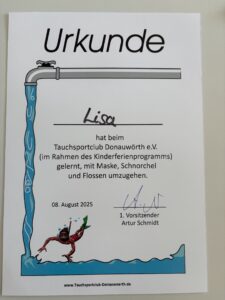 Urkunde
Lisa
hat beim
Tauchsportclub Donauwörth e.V.
(im Rahmen des Kinderferienprogramms)
gelernt, mit Maske, Schnorchel
und Flossen umzugehen.
08. August 2025
1. Vorsitzender
Artur Schmidt
www.Tauchsportclub-Donauwörth.de